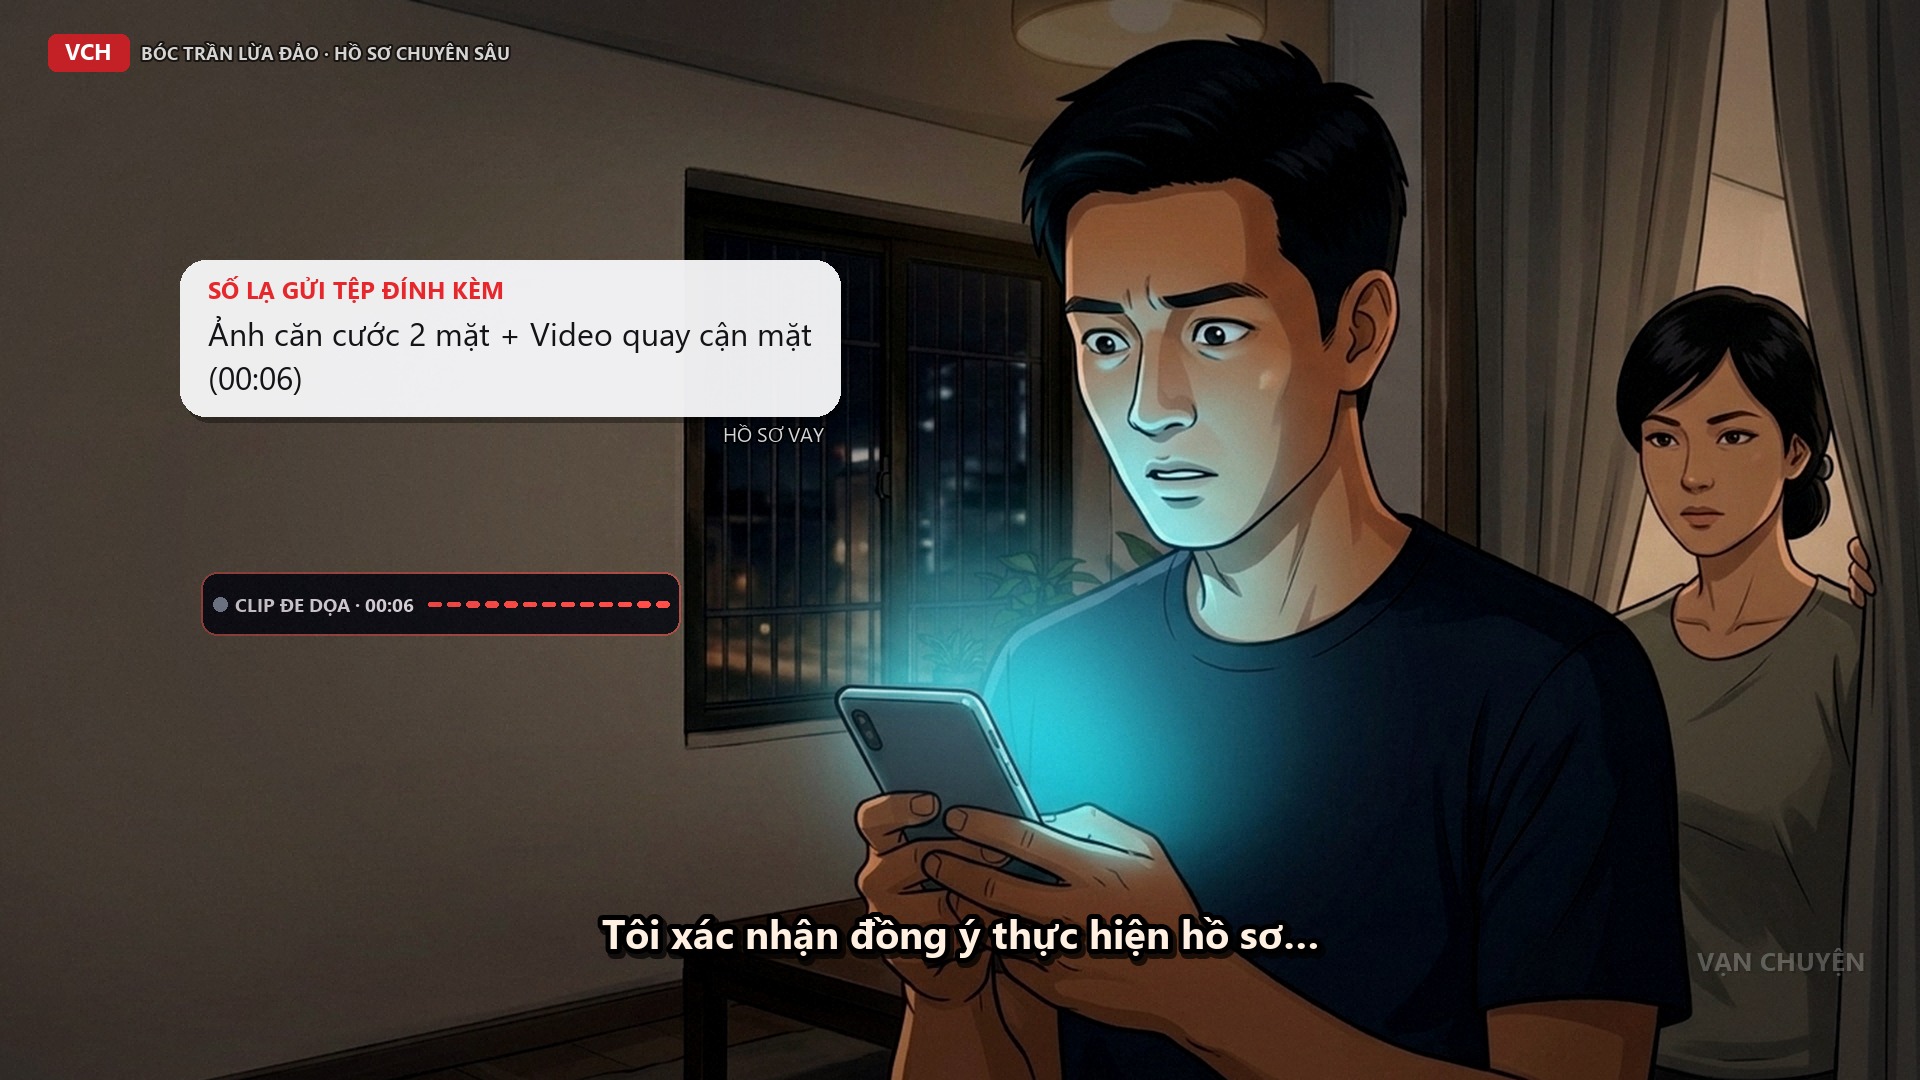 VCH BÓC TRẦN LỪA ĐẢO · HỒ SƠ CHUYÊN SÂU
SỐ LẠ GỬI TỆP ĐÍNH KÈM
Ảnh căn cước 2 mặt + Video quay cận mặt
(00:06)
HỒ SƠ VAY
CLIP ĐE DỌA · 00:06
Tôi xác nhận đồng ý thực hiện hồ sơ...
VẠN CHUYỆN